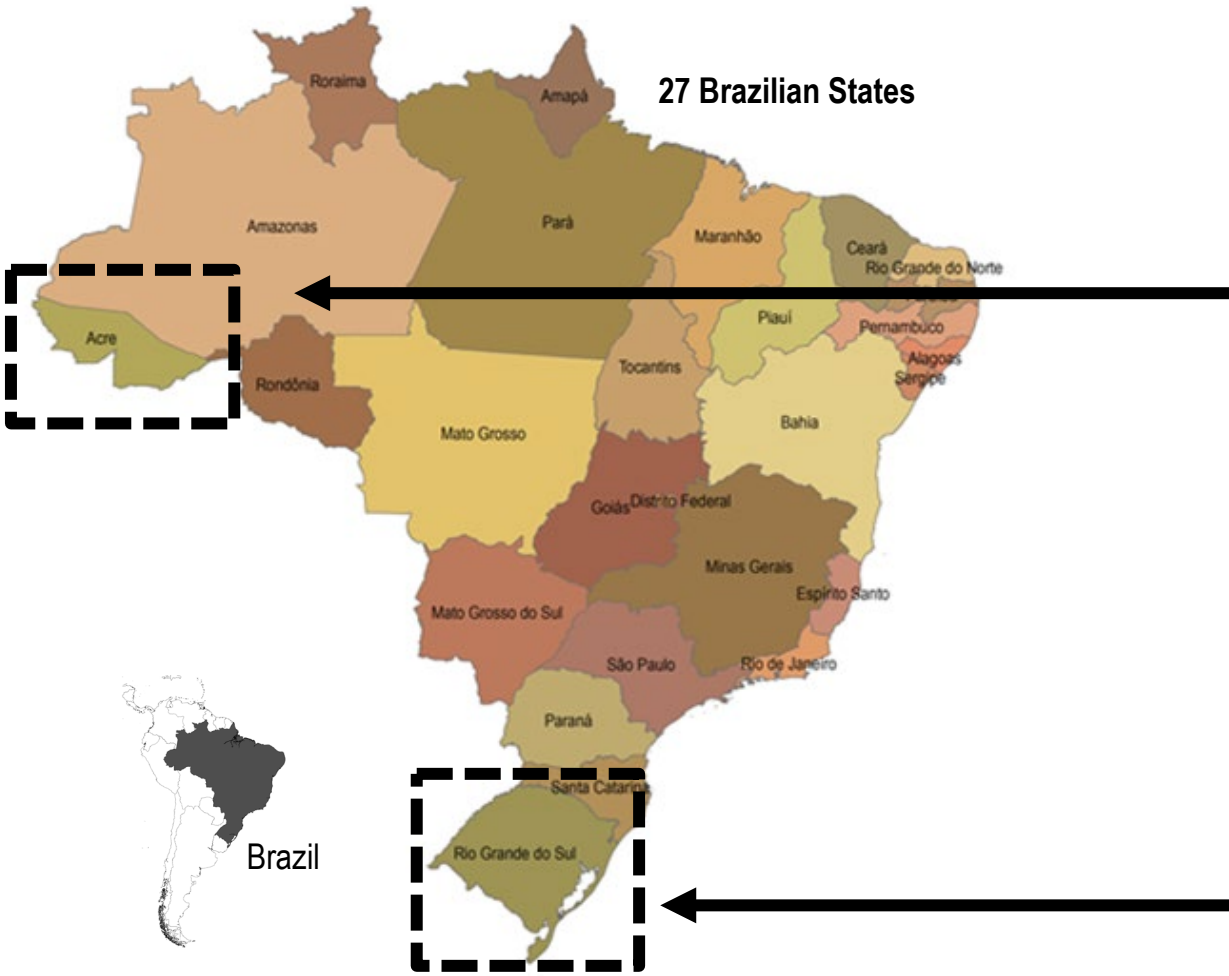 Roraima
Amapá
27 Brazilian States
Amazonas
Pará
Maranhão
Ceará
Rio Grande do Norte
Acre
Piauí
Pernambuco
Rondônia
Tocantins
Alagoas
Sergipe
Mato Grosso
Bahia
Goiás
Distrito Federal
Minas Gerais
Espírito Santo
Mato Grosso do Sul
São Paulo
Rio de Janeiro
Paraná
Santa Catarina
Rio Grande do Sul
Brazil